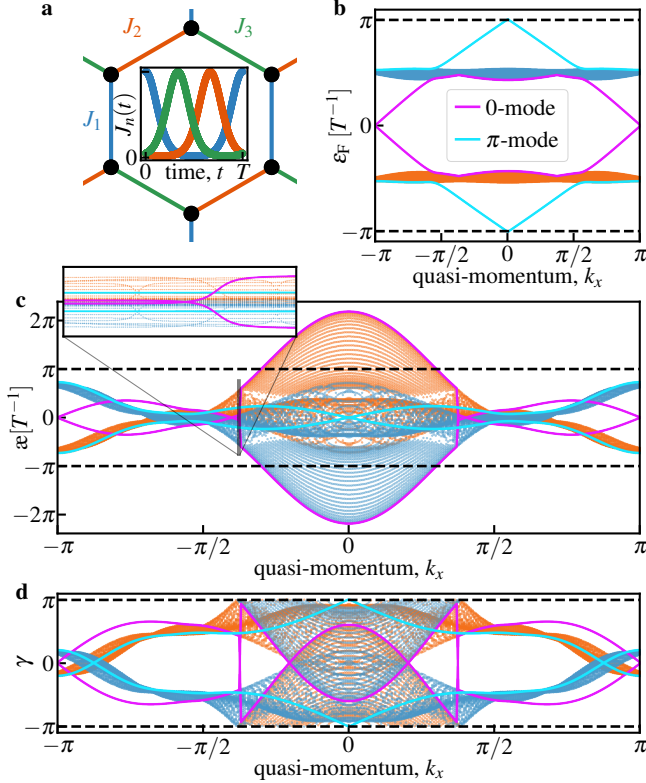 a
J₂
J₃
J₁
Jₙ(t)
0
0
time, t
T
b
π
0
−π
ε_F [T⁻¹]
0-mode
π-mode
−π
−π/2
0
π/2
π
quasi-momentum, kₓ
c
2π
π
0
−π
−2π
æ[T⁻¹]
−π
−π/2
0
π/2
π
quasi-momentum, kₓ
d
π
0
−π
γ
−π
−π/2
0
π/2
π
quasi-momentum, kₓ